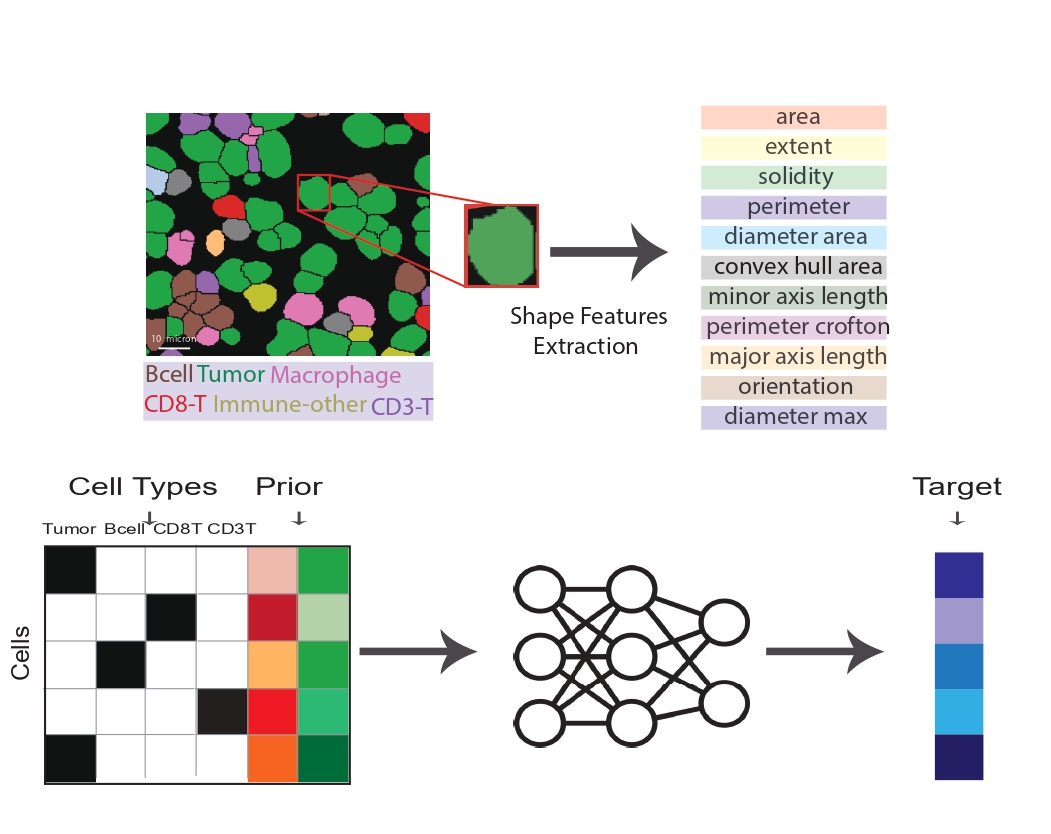 area
extent
solidity
perimeter
diameter area
convex hull area
minor axis length
perimeter crofton
major axis length
orientation
diameter max
10 micron
Shape Features
Extraction
Bcell Tumor Macrophage
CD8-T Immune-other CD3-T
Cell Types Prior Target
Tumor Bcell CD8T CD3T
Cells